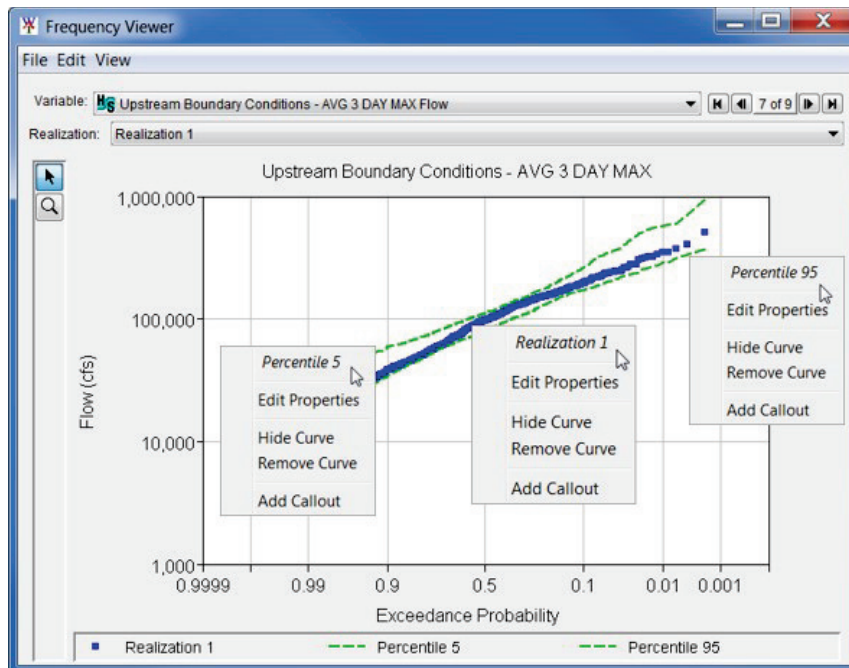 Frequency Viewer
File Edit View
Variable: HS Upstream Boundary Conditions - AVG 3 DAY MAX Flow 7 of 9
Realization: Realization 1
Upstream Boundary Conditions - AVG 3 DAY MAX
Flow (cfs)
1,000,000
100,000
10,000
1,000
Percentile 5
Edit Properties
Hide Curve
Remove Curve
Add Callout
Realization 1
Edit Properties
Hide Curve
Remove Curve
Add Callout
Percentile 95
Edit Properties
Hide Curve
Remove Curve
Add Callout
0.9999 0.99 0.9 0.5 0.1 0.01 0.001
Exceedance Probability
Realization 1 Percentile 5 Percentile 95